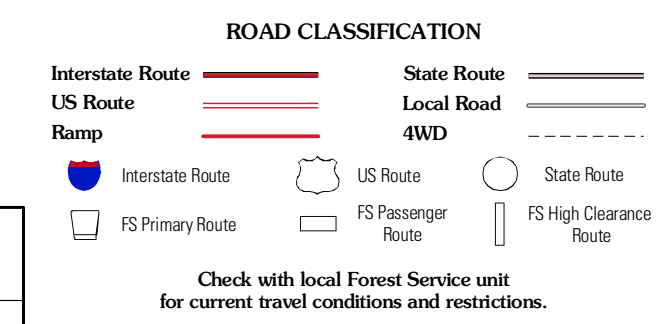 ROAD CLASSIFICATION
Interstate Route
State Route
US Route
Local Road
Ramp
4WD
Interstate Route
US Route
State Route
FS Primary Route
FS Passenger
Route
FS High Clearance
Route
Check with local Forest Service unit
for current travel conditions and restrictions.